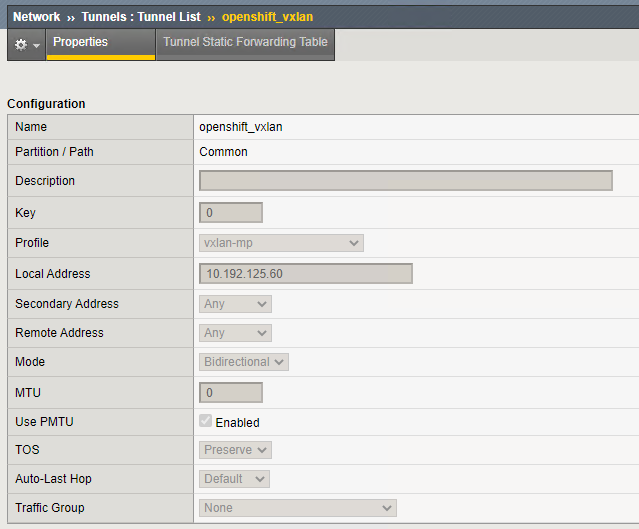 Network ›› Tunnels : Tunnel List ›› openshift_vxlan
Properties Tunnel Static Forwarding Table
Configuration
Name openshift_vxlan
Partition / Path Common
Description
Key 0
Profile vxlan-mp
Local Address 10.192.125.60
Secondary Address Any
Remote Address Any
Mode Bidirectional
MTU 0
Use PMTU Enabled
TOS Preserve
Auto-Last Hop Default
Traffic Group None